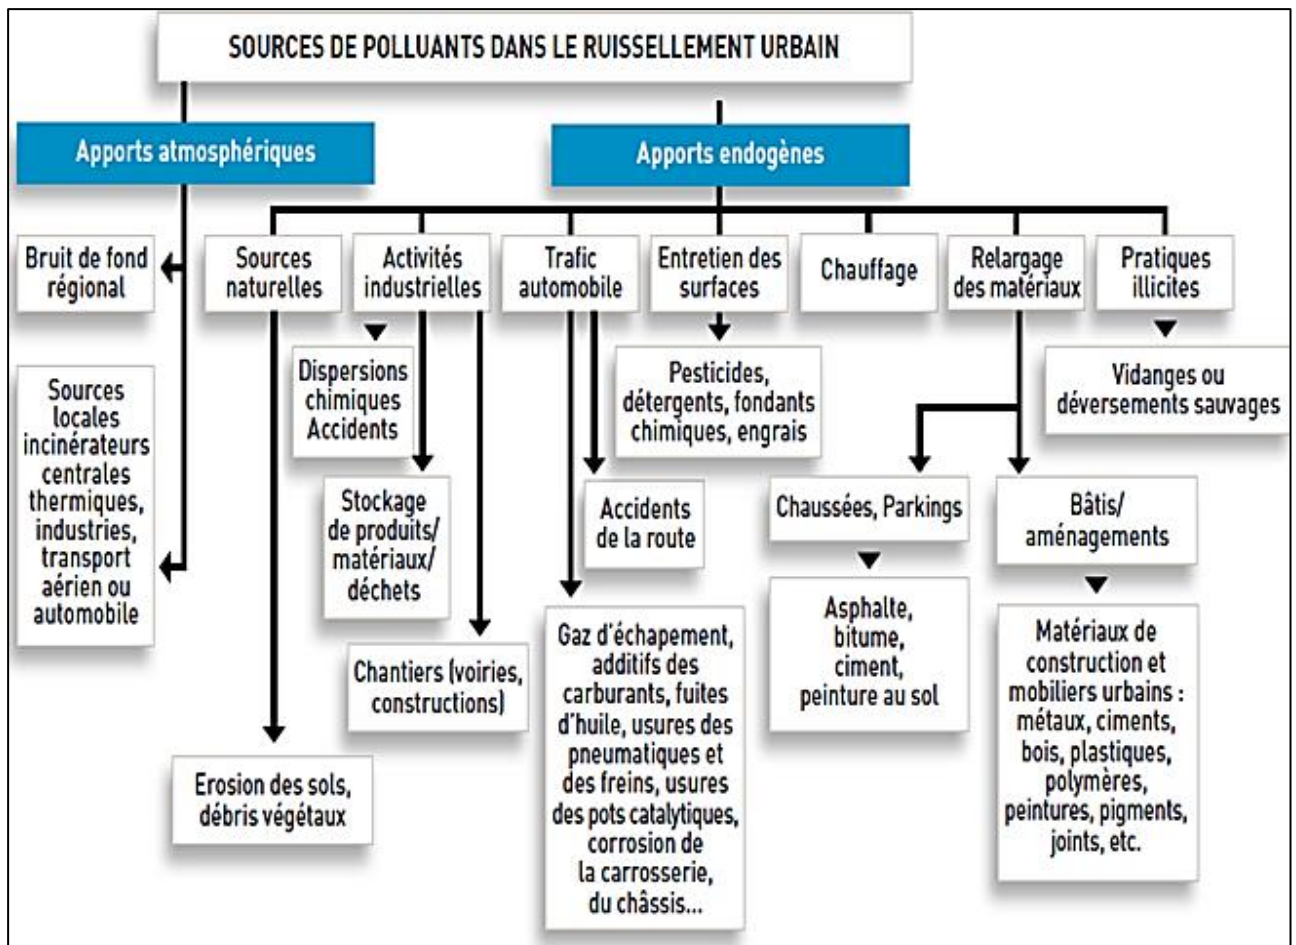 SOURCES DE POLLUANTS DANS LE RUISSELLEMENT URBAIN
Apports atmosphériques
Apports endogènes
Bruit de fond
régional
Sources
naturelles
Activités
industrielles
Trafic
automobile
Entretien des
surfaces
Chauffage
Relargage
des matériaux
Pratiques
illicites
Sources
locales
incinérateurs
centrales
thermiques,
industries,
transport
aérien ou
automobile
Dispersions
chimiques
Accidents
Pesticides,
détergents, fondants
chimiques, engrais
Vidanges ou
déversements sauvages
Stockage
de produits/
matériaux/
déchets
Accidents
de la route
Chaussées, Parkings
Bâtis/
aménagements
Chantiers (voiries,
constructions)
Gaz d'échapement,
additifs des
carburants, fuites
d'huile, usures des
pneumatiques et
des freins, usures
des pots catalytiques,
corrosion de
la carrosserie,
du châssis...
Asphalte,
bitume,
ciment,
peinture au sol
Matériaux de
construction et
mobiliers urbains :
métaux, ciments,
bois, plastiques,
polymères,
peintures, pigments,
joints, etc.
Erosion des sols,
débris végétaux